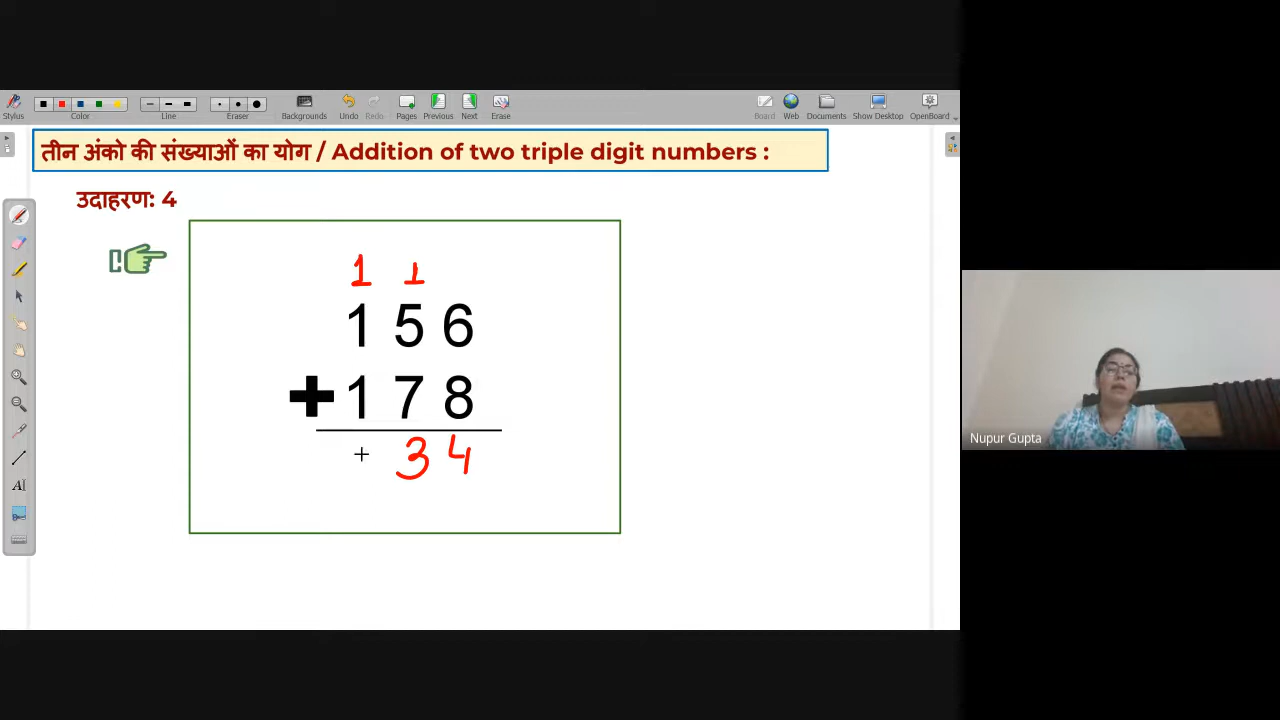 Stylus
Color
Line
Eraser
Backgrounds
Undo
Redo
Pages
Previous
Next
Erase
Board
Web
Documents
Show Desktop
OpenBoard
तीन अंको की संख्याओं का योग / Addition of two triple digit numbers :
उदाहरण: 4
1 1
1 5 6
+ 1 7 8
3 4
Nupur Gupta